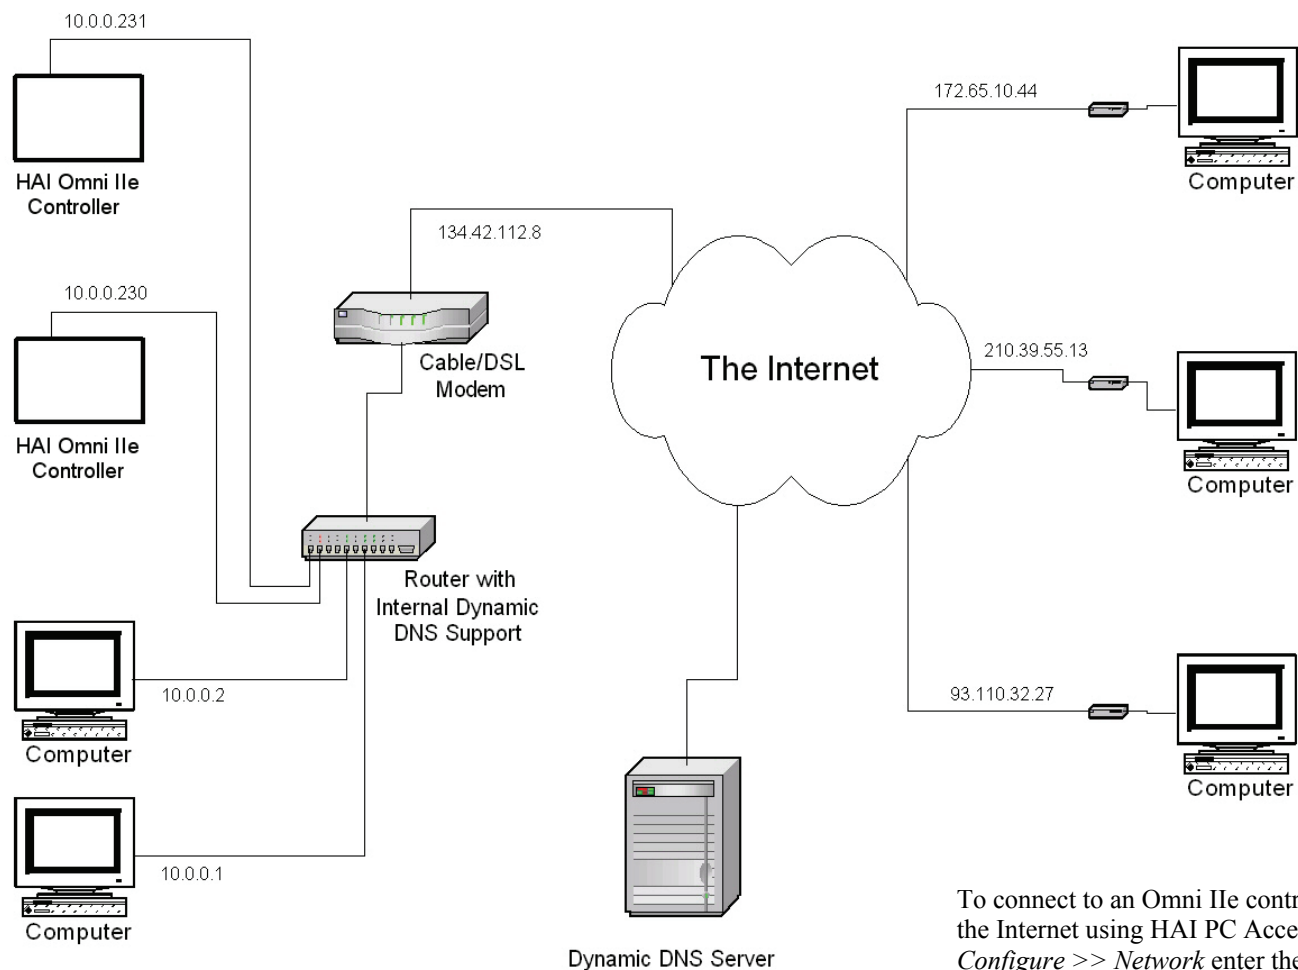 10.0.0.231
HAI Omni IIe
Controller
10.0.0.230
HAI Omni IIe
Controller
134.42.112.8
Cable/DSL
Modem
Router with
Internal Dynamic
DNS Support
10.0.0.2
Computer
10.0.0.1
Computer
The Internet
172.65.10.44
Computer
210.39.55.13
Computer
93.110.32.27
Computer
Dynamic DNS Server
To connect to an Omni IIe contr
the Internet using HAI PC Acce
Configure >> Network enter the